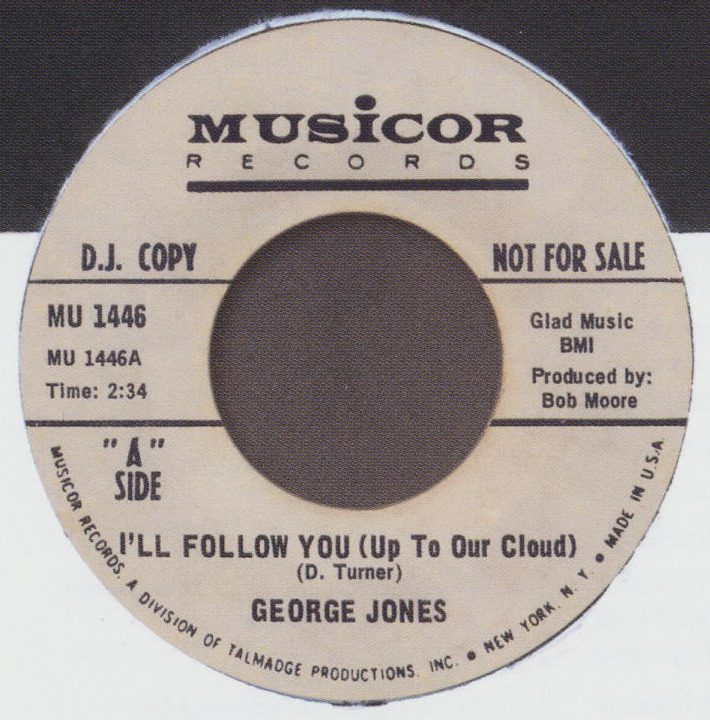 MUSiCOR
RECORDS
D.J. COPY
NOT FOR SALE
MU 1446
MU 1446A
Time: 2:34
Glad Music
BMI
Produced by:
Bob Moore
"A"
SIDE
I'LL FOLLOW YOU (Up To Our Cloud)
(D. Turner)
GEORGE JONES
MUSICOR RECORDS, A DIVISION OF TALMADGE PRODUCTIONS, INC. ● NEW YORK, N. Y. ● MADE IN U.S.A.